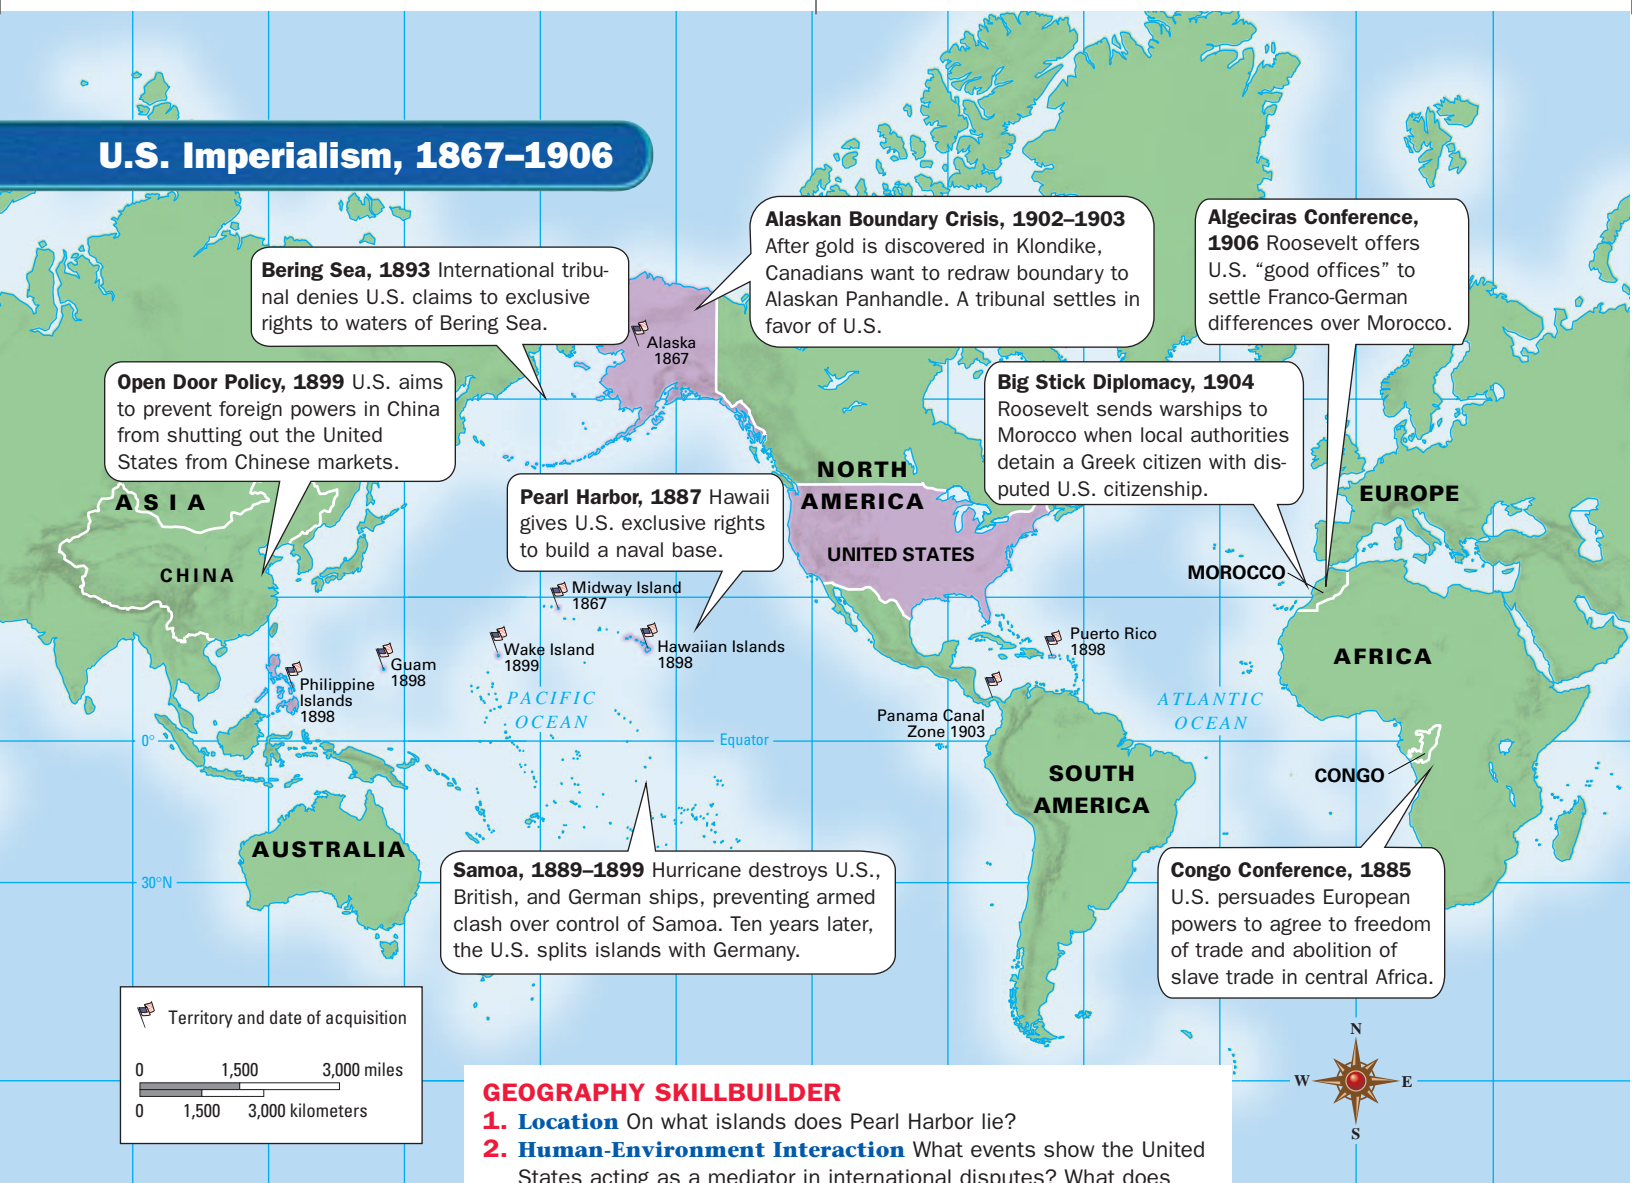 U.S. Imperialism, 1867–1906
Alaskan Boundary Crisis, 1902–1903
After gold is discovered in Klondike,
Canadians want to redraw boundary to
Alaskan Panhandle. A tribunal settles in
favor of U.S.
Algeciras Conference,
1906 Roosevelt offers
U.S. “good offices” to
settle Franco-German
differences over Morocco.
Bering Sea, 1893 International tribu-
nal denies U.S. claims to exclusive
rights to waters of Bering Sea.
Alaska
1867
Open Door Policy, 1899 U.S. aims
to prevent foreign powers in China
from shutting out the United
States from Chinese markets.
Big Stick Diplomacy, 1904
Roosevelt sends warships to
Morocco when local authorities
detain a Greek citizen with dis-
puted U.S. citizenship.
Pearl Harbor, 1887 Hawaii
gives U.S. exclusive rights
to build a naval base.
NORTH
AMERICA
UNITED STATES
ASIA
CHINA
EUROPE
MOROCCO
AFRICA
Midway Island
1867
Wake Island
1899
Hawaiian Islands
1898
Guam
1898
Philippine
Islands
1898
Puerto Rico
1898
Panama Canal
Zone 1903
PACIFIC
OCEAN
ATLANTIC
OCEAN
0°
Equator
SOUTH
AMERICA
CONGO
AUSTRALIA
30°N
Samoa, 1889–1899 Hurricane destroys U.S.,
British, and German ships, preventing armed
clash over control of Samoa. Ten years later,
the U.S. splits islands with Germany.
Congo Conference, 1885
U.S. persuades European
powers to agree to freedom
of trade and abolition of
slave trade in central Africa.
Territory and date of acquisition
0 1,500 3,000 miles
0 1,500 3,000 kilometers
N
W E
S
GEOGRAPHY SKILLBUILDER
1. Location On what islands does Pearl Harbor lie?
2. Human-Environment Interaction What events show the United
States acting as a mediator in international disputes? What does